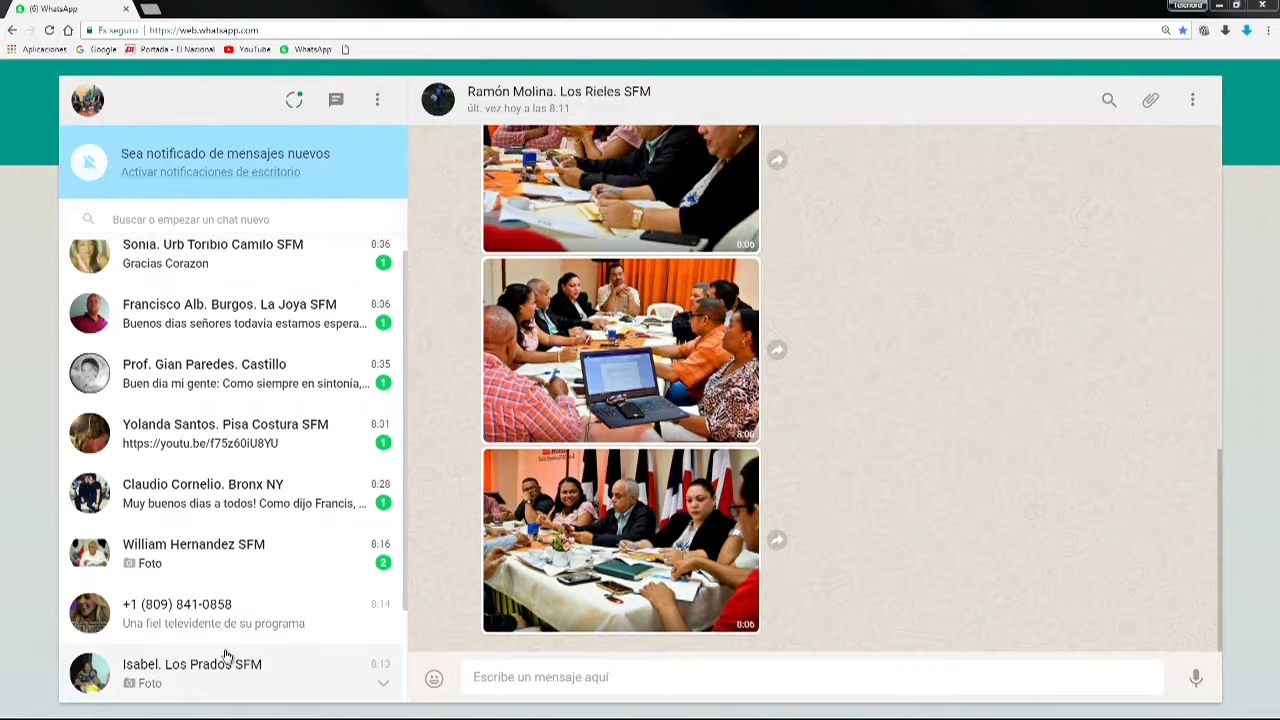 (6) WhatsApp
Telenord
Es seguro
https://web.whatsapp.com
Aplicaciones
Google
Portada - El Nacional
YouTube
WhatsApp
Sea notificado de mensajes nuevos
Activar notificaciones de escritorio
Buscar o empezar un chat nuevo
Sonia. Urb Toribio Camilo SFM
8:36
Gracias Corazon
1
Francisco Alb. Burgos. La Joya SFM
8:36
Buenos dias señores todavia estamos espera...
1
Prof. Gian Paredes. Castillo
8:35
Buen dia mi gente: Como siempre en sintonía,...
1
Yolanda Santos. Pisa Costura SFM
8:31
https://youtu.be/f75z60iU8YU
1
Claudio Cornelio. Bronx NY
8:28
Muy buenos dias a todos! Como dijo Francis, ...
1
William Hernandez SFM
8:16
Foto
2
+1 (809) 841-0858
8:14
Una fiel televidente de su programa
Isabel. Los Prados SFM
8:13
Foto
Ramón Molina. Los Rieles SFM
últ. vez hoy a las 8:11
8:06
8:06
8:06
Escribe un mensaje aquí